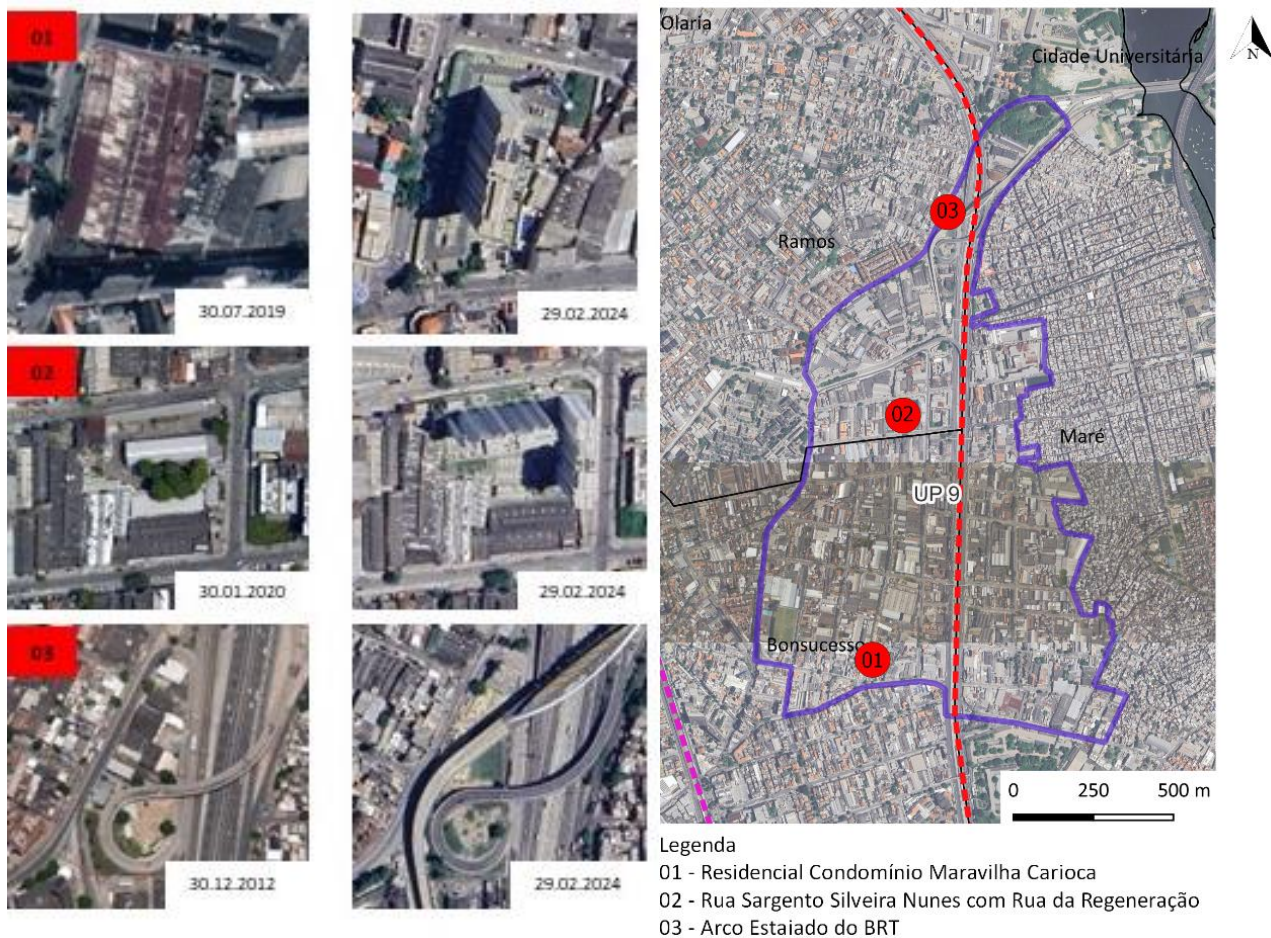 01
30.07.2019
29.02.2024
02
30.01.2020
29.02.2024
03
30.12.2012
29.02.2024
Olaria
Cidade Universitária
N
03
Ramos
02
Maré
UP 9
Bonsucesso
01
0 250 500 m
Legenda
01 - Residencial Condomínio Maravilha Carioca
02 - Rua Sargento Silveira Nunes com Rua da Regeneração
03 - Arco Estaiado do BRT